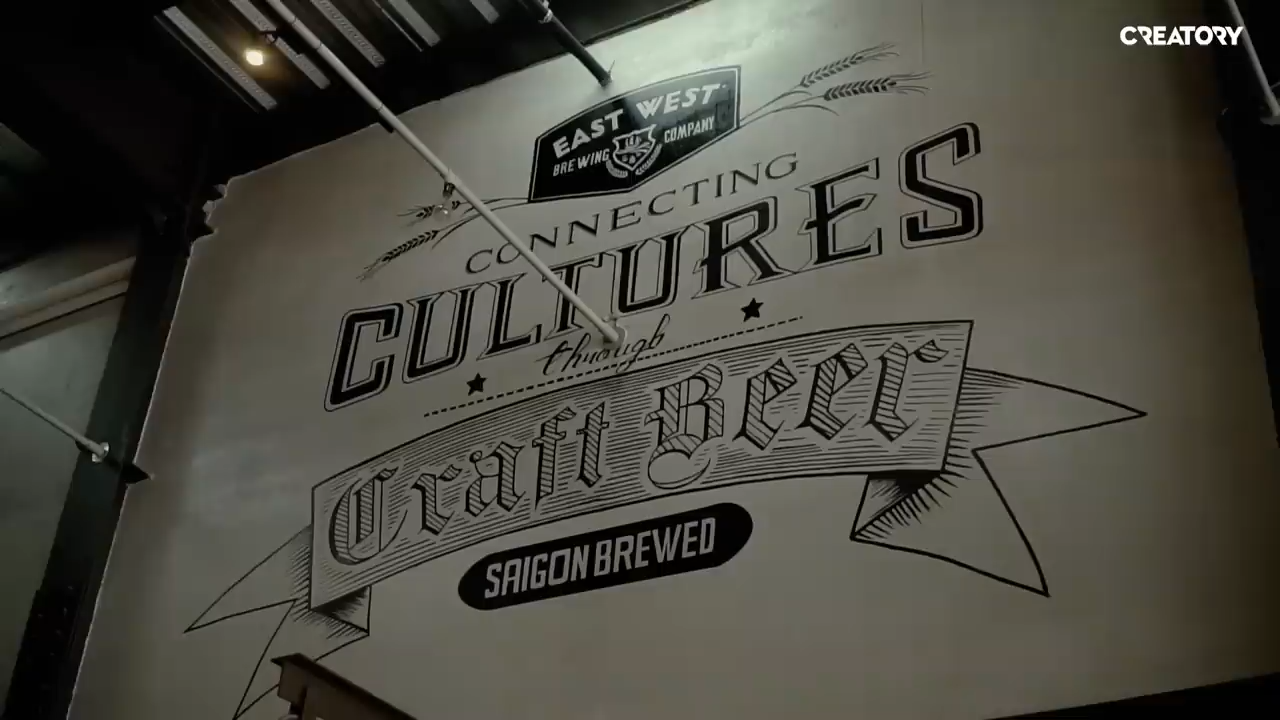 CREATORY
EAST WEST
BREWING COMPANY
CONNECTING
CULTURES
through
Craft Beer
SAIGON BREWED